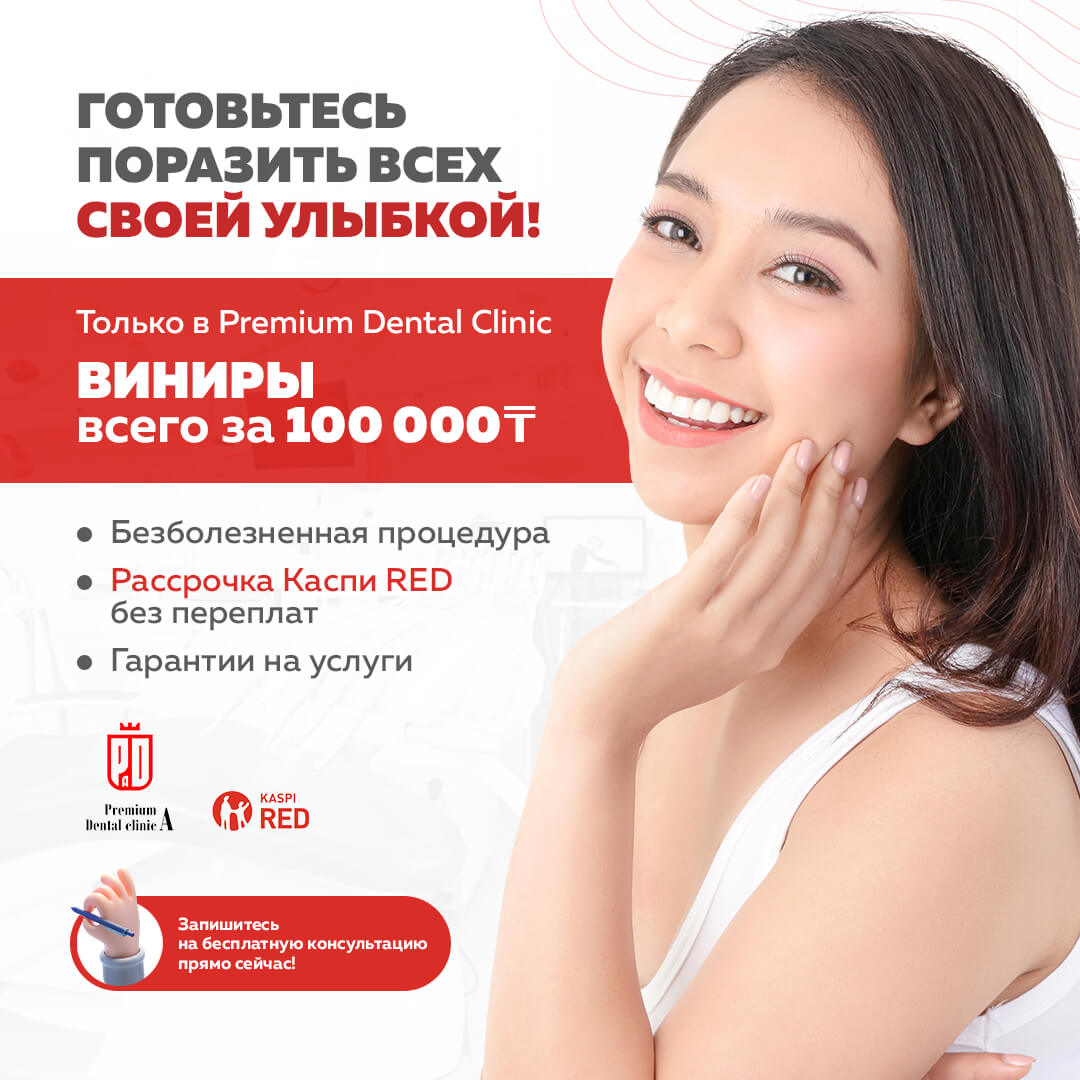 ГОТОВЬТЕСЬ
ПОРАЗИТЬ ВСЕХ
СВОЕЙ УЛЫБКОЙ!
Только в Premium Dental Clinic
ВИНИРЫ
всего за 100 000₸
• Безболезненная процедура
• Рассрочка Каспи RED
без переплат
• Гарантии на услуги
PAD
Premium
Dental clinic A
KASPI
RED
Запишитесь
на бесплатную консультацию
прямо сейчас!